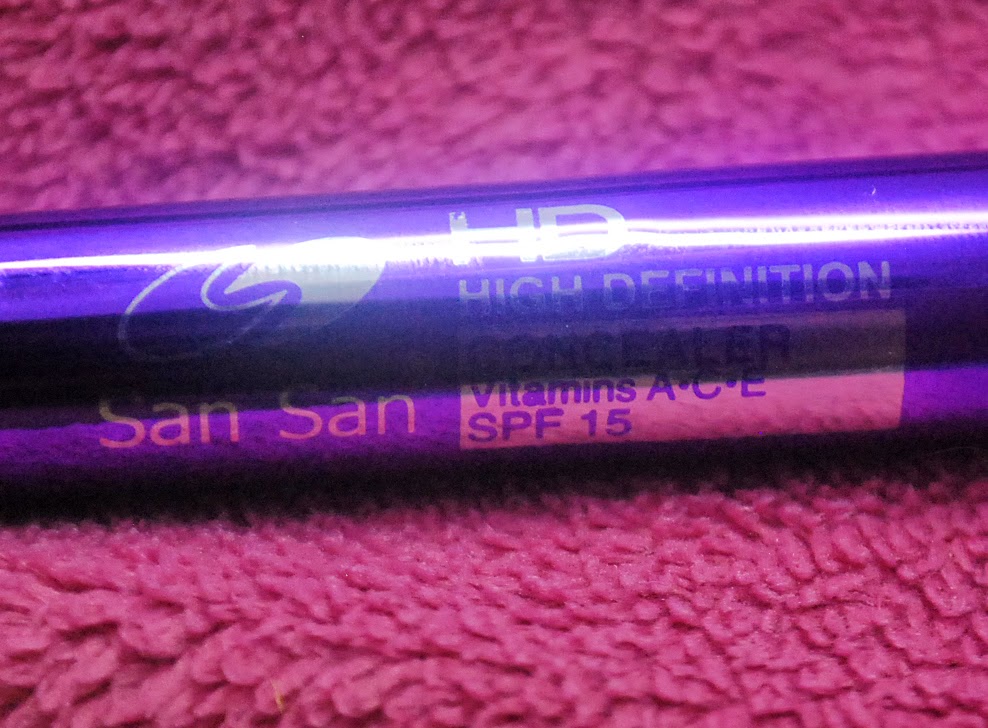 San San
HD
HIGH DEFINITION
CONCEALER
Vitamins A•C•E
SPF 15